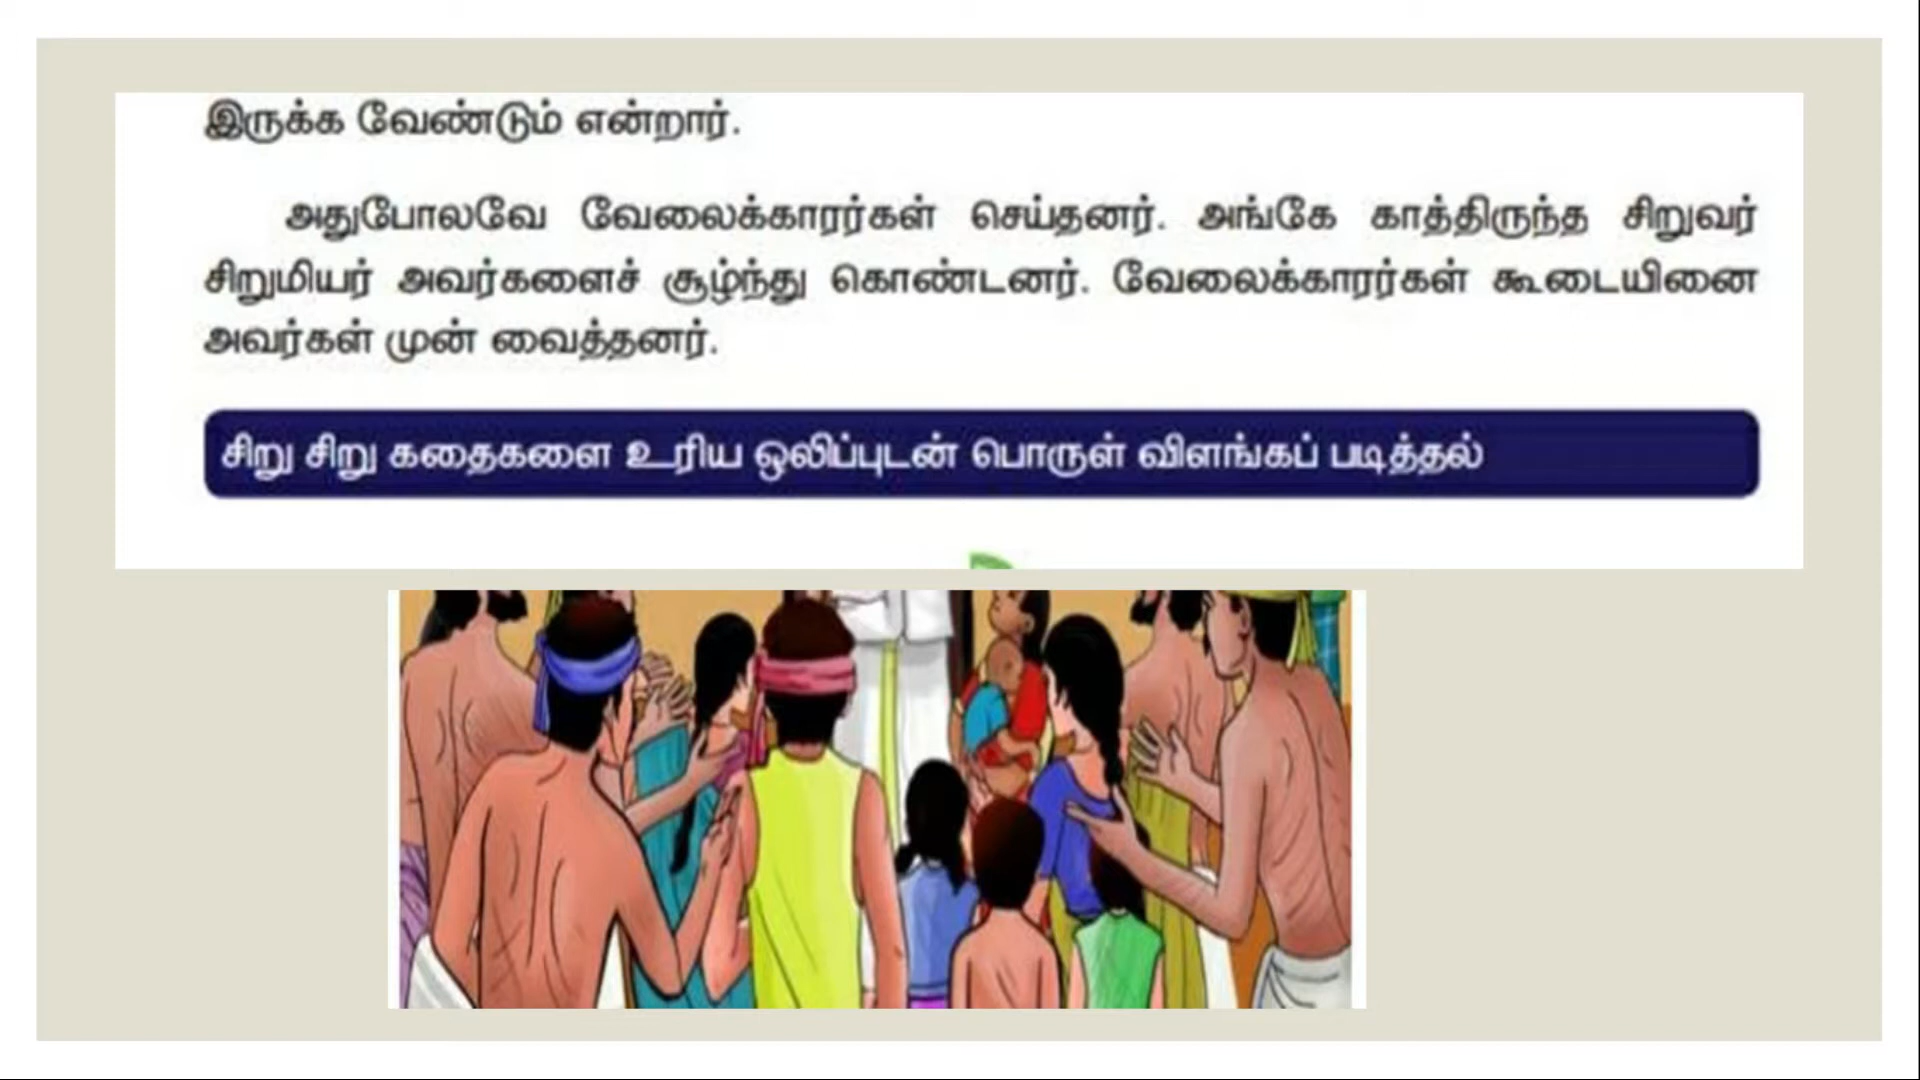 இருக்க வேண்டும் என்றார்.
அதுபோலவே வேலைக்காரர்கள் செய்தனர். அங்கே காத்திருந்த சிறுவர்
சிறுமியர் அவர்களைச் சூழ்ந்து கொண்டனர். வேலைக்காரர்கள் கூடையினை
அவர்கள் முன் வைத்தனர்.
சிறு சிறு கதைகளை உரிய ஒலிப்புடன் பொருள் விளங்கப் படித்தல்